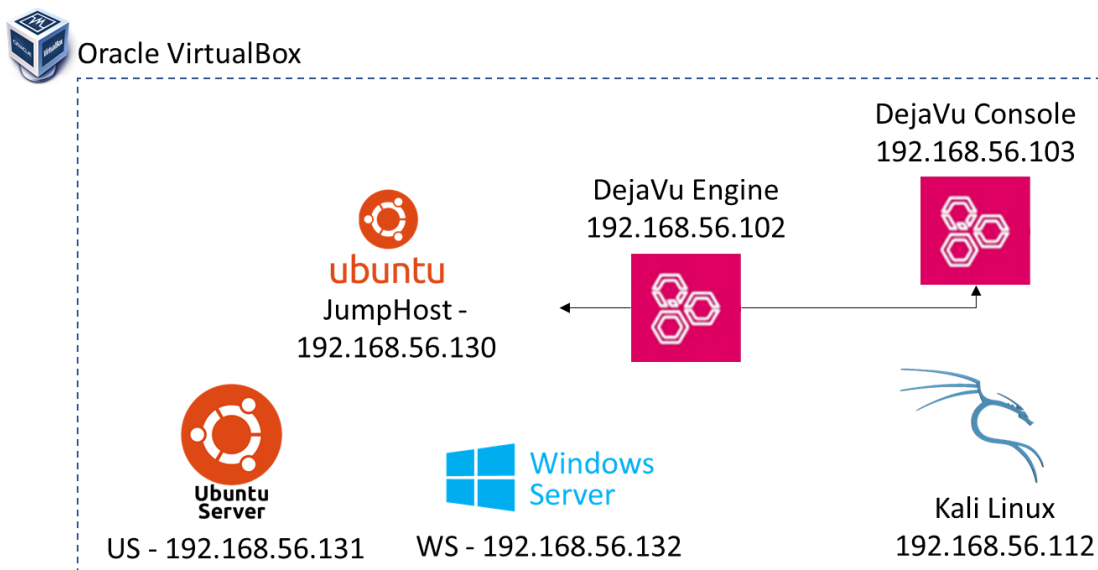 Oracle VirtualBox
DejaVu Console
192.168.56.103
DejaVu Engine
192.168.56.102
ubuntu
JumpHost -
192.168.56.130
Ubuntu
Server
US - 192.168.56.131
Windows
Server
WS - 192.168.56.132
Kali Linux
192.168.56.112